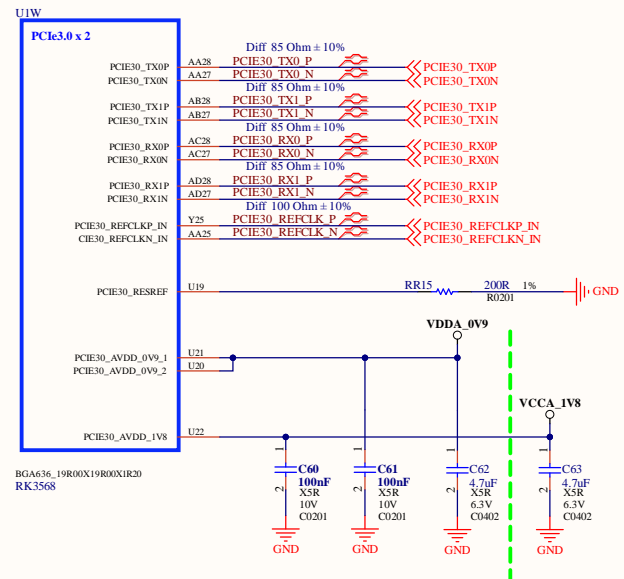 U1W
PCIe3.0 x 2
Diff 85 Ohm ± 10%
PCIE30_TX0P AA28 PCIE30_TX0_P PCIE30_TX0P
PCIE30_TX0N AA27 PCIE30_TX0_N PCIE30_TX0N
Diff 85 Ohm ± 10%
PCIE30_TX1P AB28 PCIE30_TX1_P PCIE30_TX1P
PCIE30_TX1N AB27 PCIE30_TX1_N PCIE30_TX1N
Diff 85 Ohm ± 10%
PCIE30_RX0P AC28 PCIE30_RX0_P PCIE30_RX0P
PCIE30_RX0N AC27 PCIE30_RX0_N PCIE30_RX0N
Diff 85 Ohm ± 10%
PCIE30_RX1P AD28 PCIE30_RX1_P PCIE30_RX1P
PCIE30_RX1N AD27 PCIE30_RX1_N PCIE30_RX1N
Diff 100 Ohm ± 10%
PCIE30_REFCLKP_IN Y25 PCIE30_REFCLK_P PCIE30_REFCLKP_IN
CIE30_REFCLKN_IN AA25 PCIE30_REFCLK_N PCIE30_REFCLKN_IN
PCIE30_RESREF U19 RR15 200R 1% GND
R0201
VDDA_0V9
PCIE30_AVDD_0V9_1 U21
PCIE30_AVDD_0V9_2 U20
VCCA_1V8
PCIE30_AVDD_1V8 U22
1 1 1 1
C60 C61 C62 C63
100nF 100nF 4.7uF 4.7uF
2 2 2 2
X5R X5R X5R X5R
10V 10V 6.3V 6.3V
C0201 C0201 C0402 C0402
GND GND GND GND
BGA636_19R00X19R00X1R20
RK3568